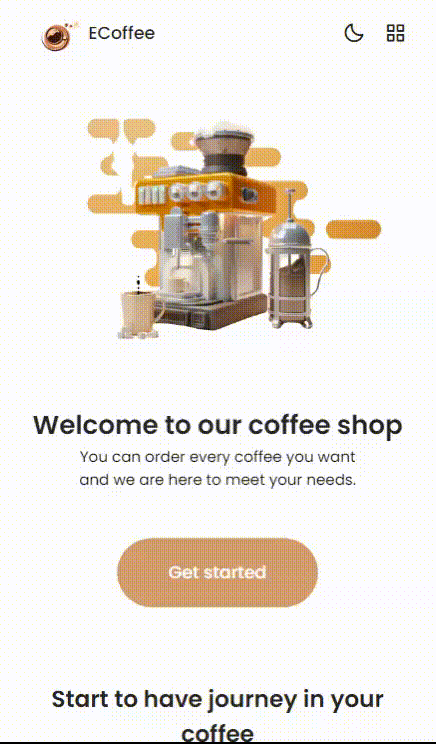 ECoffee
Welcome to our coffee shop
You can order every coffee you want
and we are here to meet your needs.
Get started
Start to have journey in your
coffee